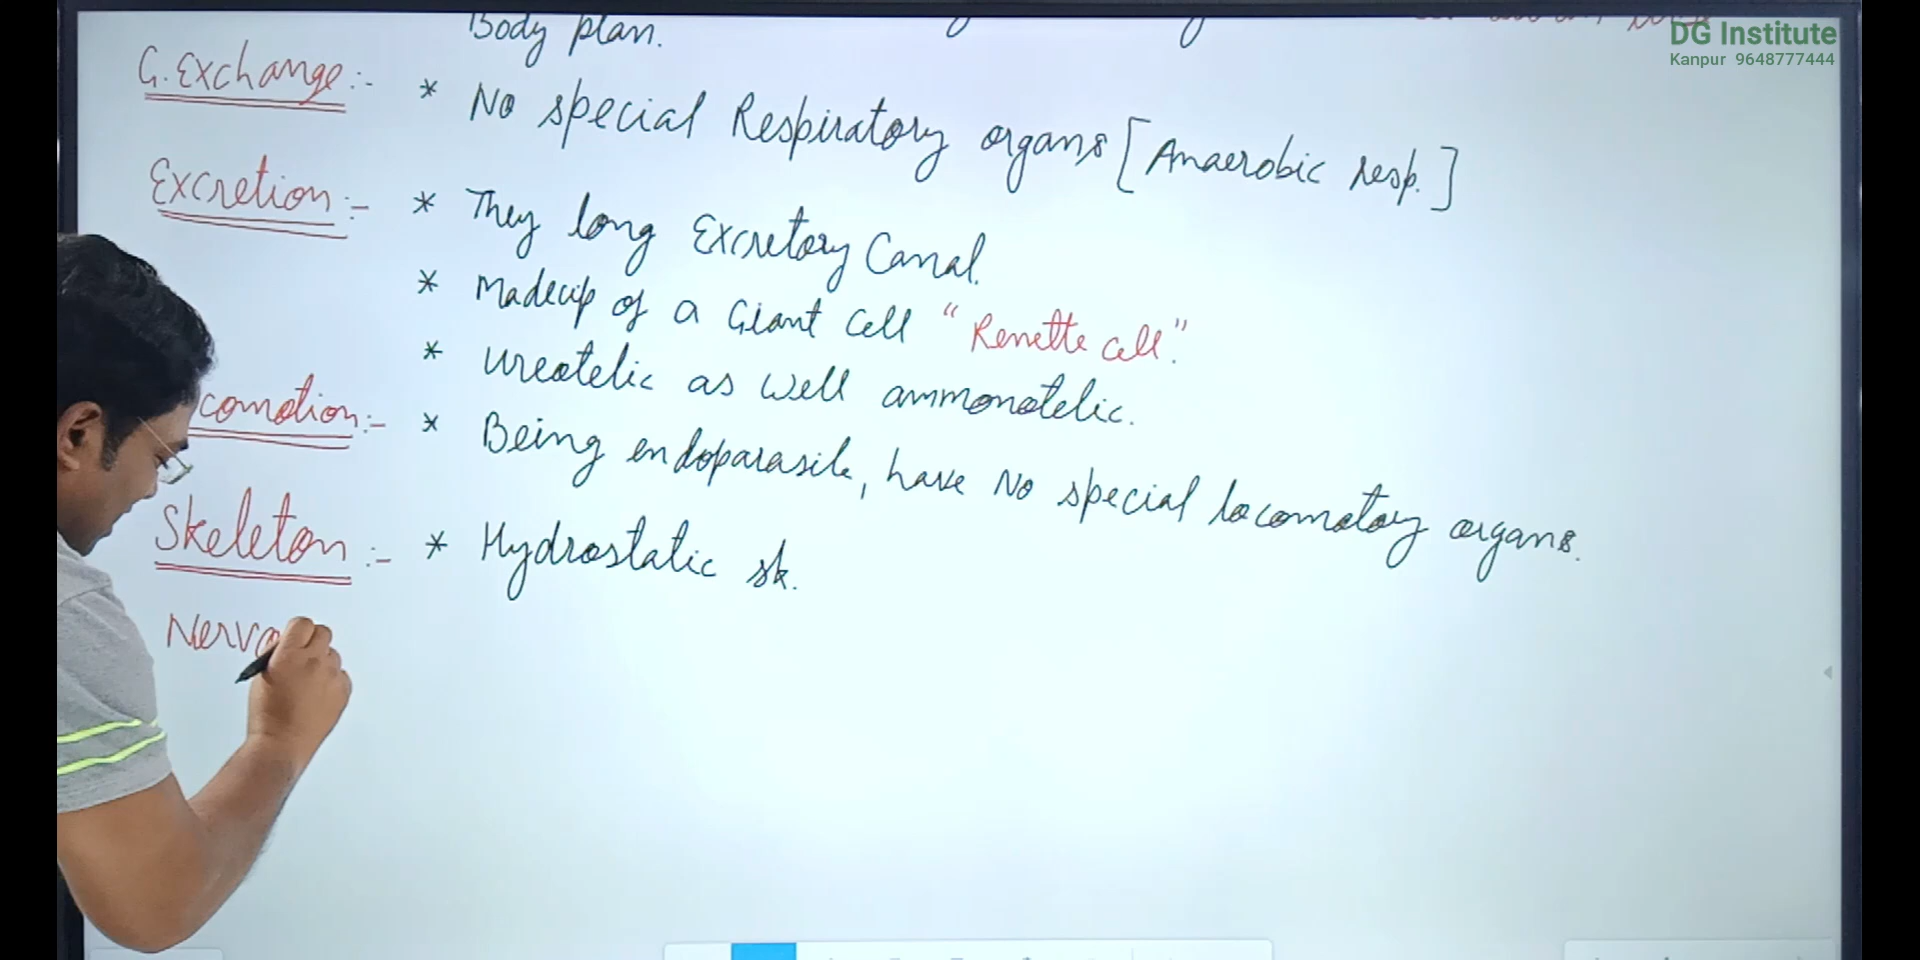 Body plan.
DG Institute
Kanpur 9648777444
G. Exchange :- * No special Respiratory organs [Anaerobic resp.]
Excretion :- * They long Excretory Canal.
* Madeup of a Giant Cell "Renette cell".
* Ureotelic as well ammonotelic.
comotion :- * Being endoparasite, have No special locomotory organs.
Skeleton :- * Hydrostatic sk.
Nervo